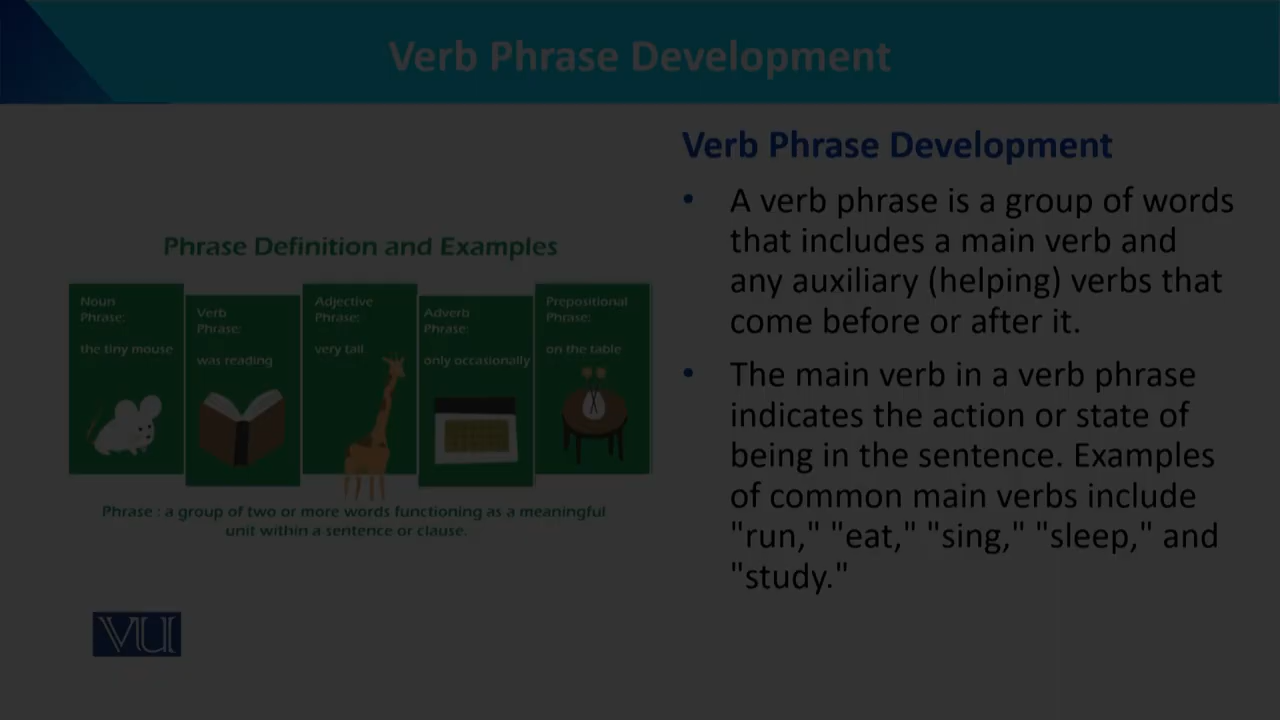 Verb Phrase Development
Verb Phrase Development
• A verb phrase is a group of words
that includes a main verb and
any auxiliary (helping) verbs that
come before or after it.
• The main verb in a verb phrase
indicates the action or state of
being in the sentence. Examples
of common main verbs include
"run," "eat," "sing," "sleep," and
"study."
Phrase Definition and Examples
Noun
Phrase:
the tiny mouse
Verb
Phrase:
was reading
Adjective
Phrase:
very tall
Adverb
Phrase:
only occasionally
Prepositional
Phrase:
on the table
Phrase : a group of two or more words functioning as a meaningful
unit within a sentence or clause.
VU